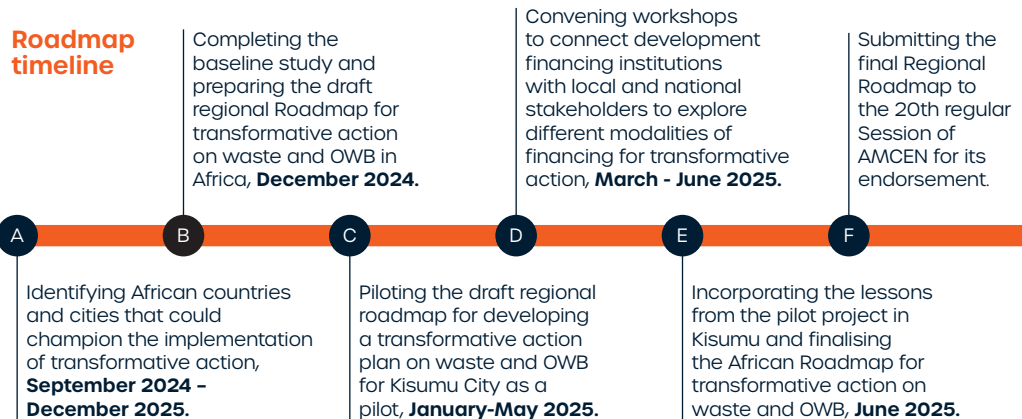 Roadmap
timeline
A
Identifying African countries
and cities that could
champion the implementation
of transformative action,
September 2024 –
December 2025.
B
Completing the
baseline study and
preparing the draft
regional Roadmap for
transformative action
on waste and OWB in
Africa, December 2024.
C
Piloting the draft regional
roadmap for developing
a transformative action
plan on waste and OWB
for Kisumu City as a
pilot, January-May 2025.
D
Convening workshops
to connect development
financing institutions
with local and national
stakeholders to explore
different modalities of
financing for transformative
action, March - June 2025.
E
Incorporating the lessons
from the pilot project in
Kisumu and finalising
the African Roadmap for
transformative action on
waste and OWB, June 2025.
F
Submitting the
final Regional
Roadmap to
the 20th regular
Session of
AMCEN for its
endorsement.